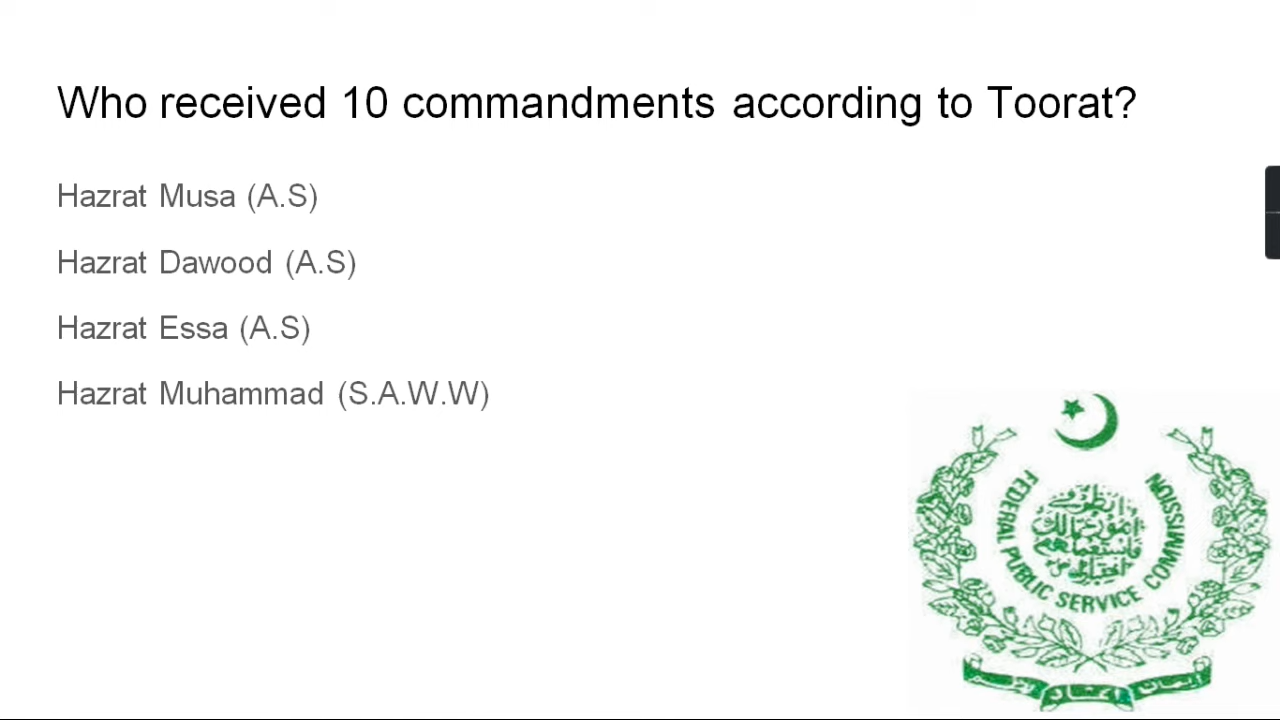 Who received 10 commandments according to Toorat?
Hazrat Musa (A.S)
Hazrat Dawood (A.S)
Hazrat Essa (A.S)
Hazrat Muhammad (S.A.W.W)
FEDERAL PUBLIC SERVICE COMMISSION